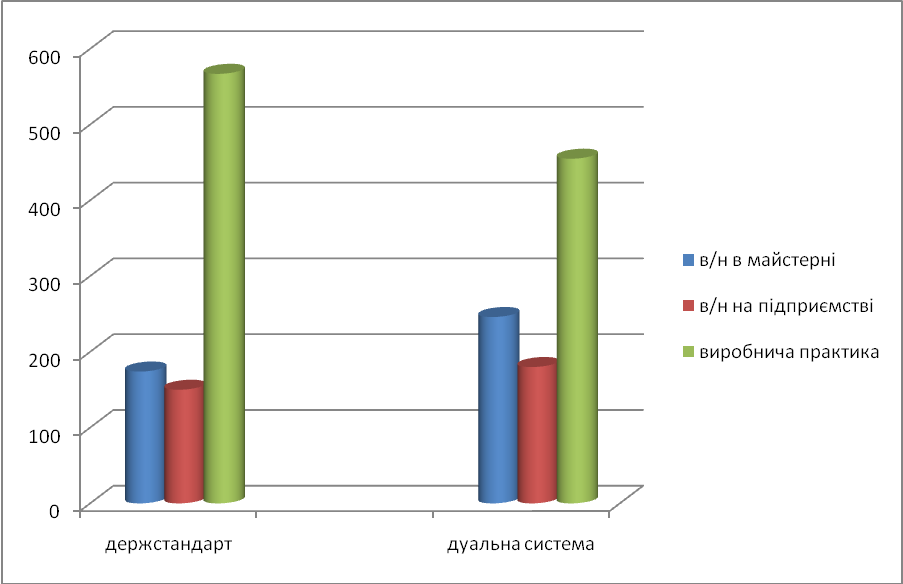 600
500
400
300
200
100
0
держстандарт
дуальна система
в/н в майстерні
в/н на підприємстві
виробнича практика